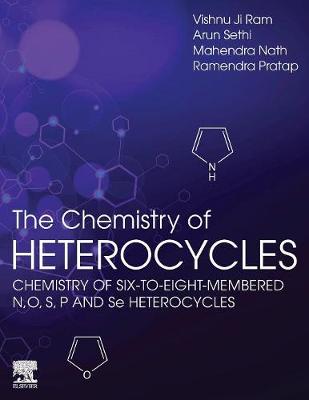 Vishnu Ji Ram
Arun Sethi
Mahendra Nath
Ramendra Pratap
N
H
The Chemistry of
HETEROCYCLES
CHEMISTRY OF SIX-TO-EIGHT-MEMBERED
N,O, S, P AND Se HETEROCYCLES
O
ELSEVIER